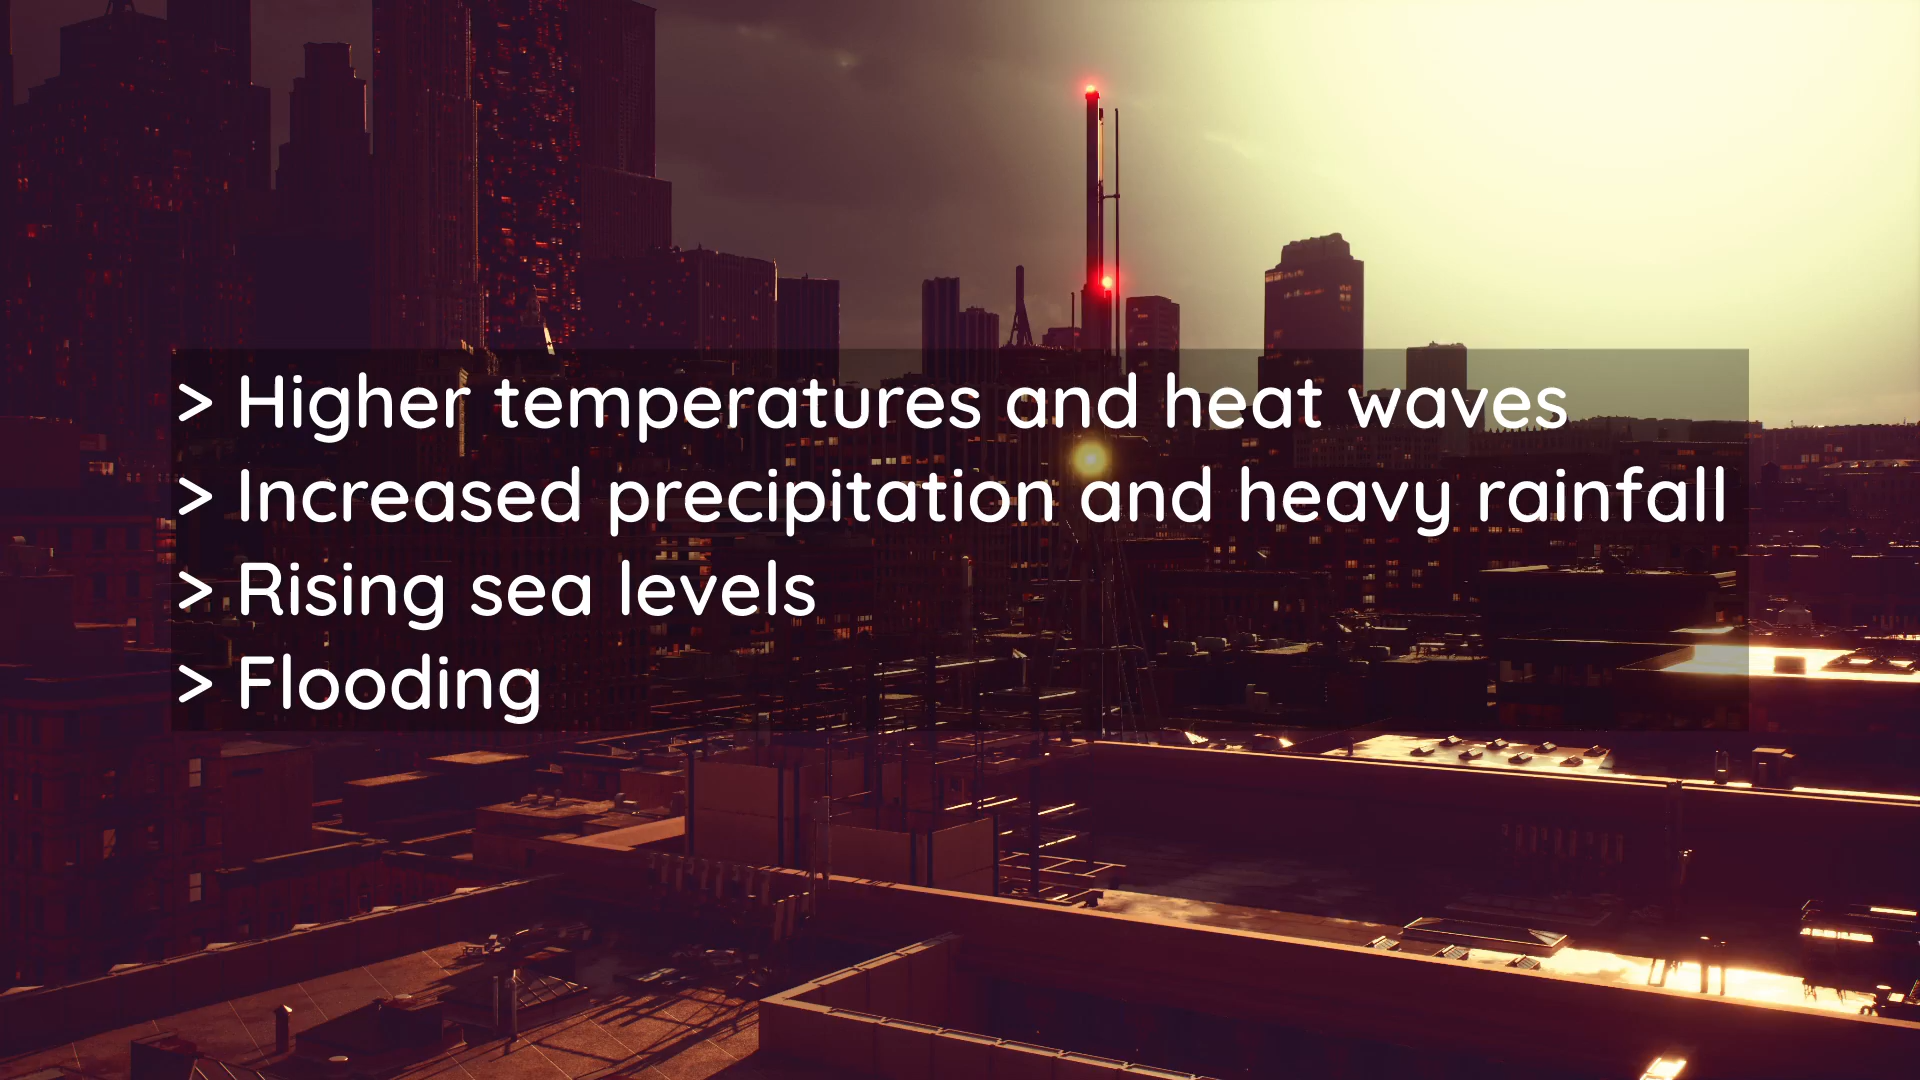 > Higher temperatures and heat waves
> Increased precipitation and heavy rainfall
> Rising sea levels
> Flooding